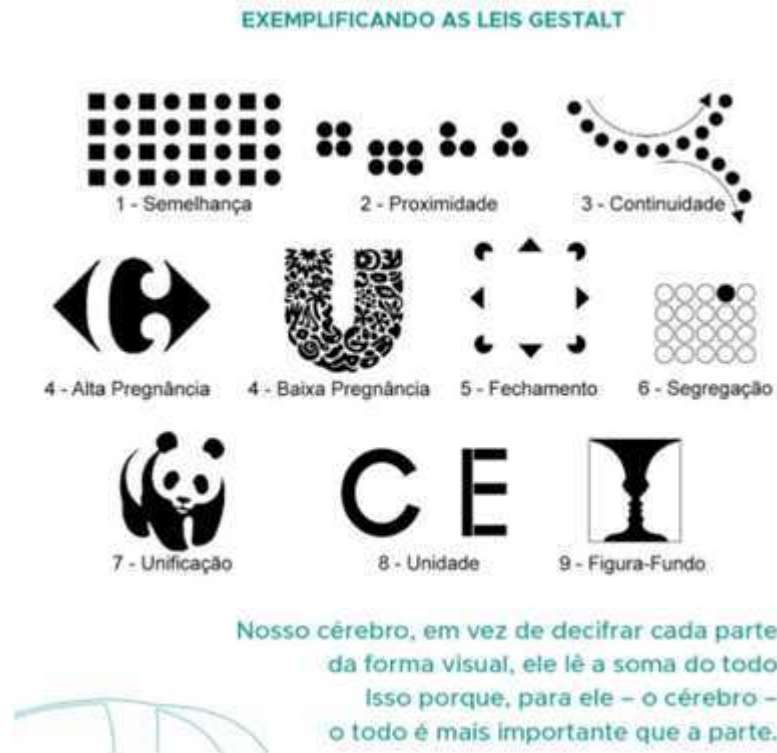 EXEMPLIFICANDO AS LEIS GESTALT
1 - Semelhança
2 - Proximidade
3 - Continuidade
4 - Alta Pregnância
4 - Baixa Pregnância
5 - Fechamento
6 - Segregação
C E
7 - Unificação
8 - Unidade
9 - Figura-Fundo
Nosso cérebro, em vez de decifrar cada parte
da forma visual, ele lê a soma do todo
Isso porque, para ele – o cérebro –
o todo é mais importante que a parte.